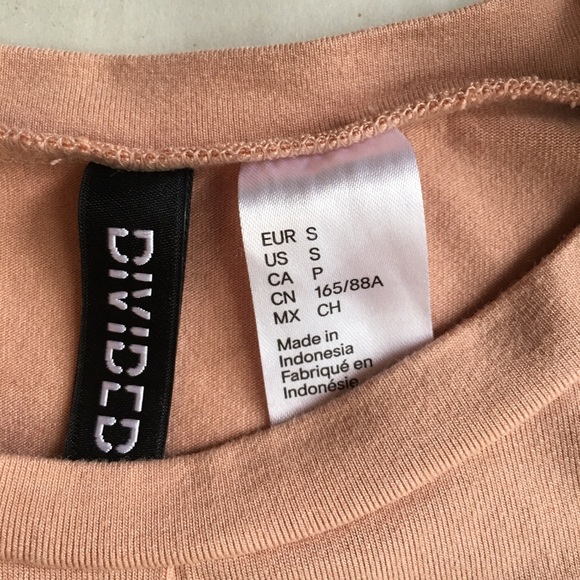 DIVIDED
EUR S
US S
CA P
CN 165/88A
MX CH
Made in
Indonesia
Fabriqué en
Indonésie